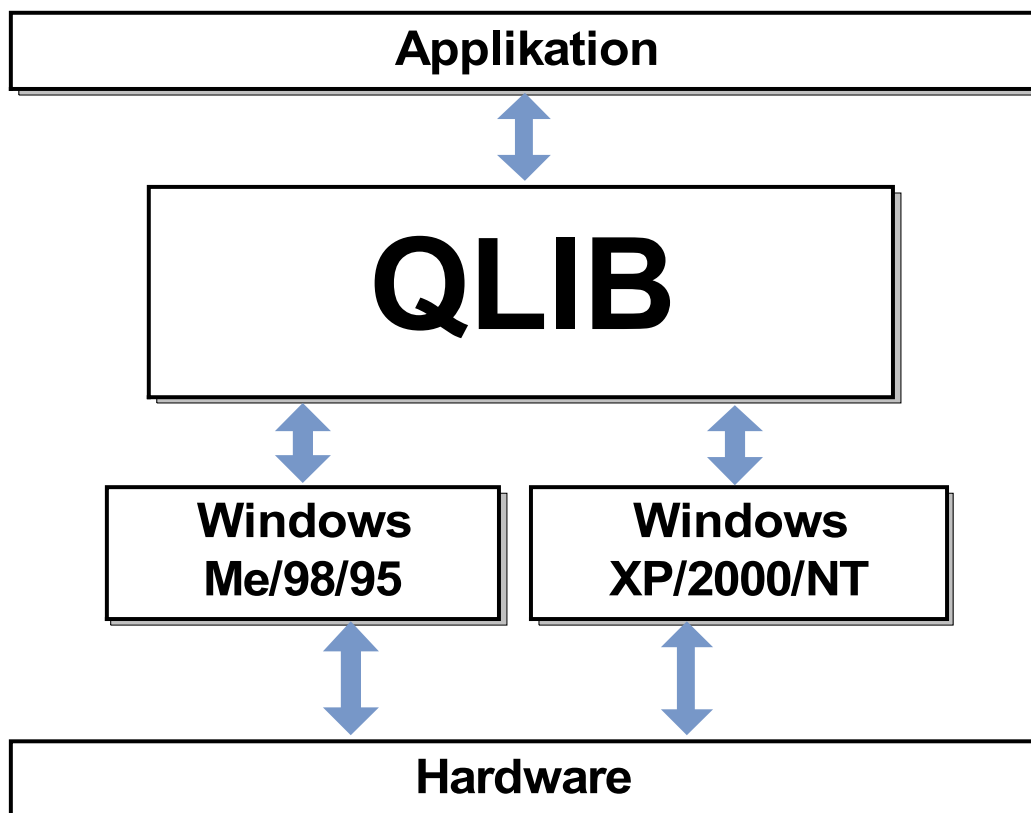 Applikation
QLIB
Windows
Me/98/95
Windows
XP/2000/NT
Hardware